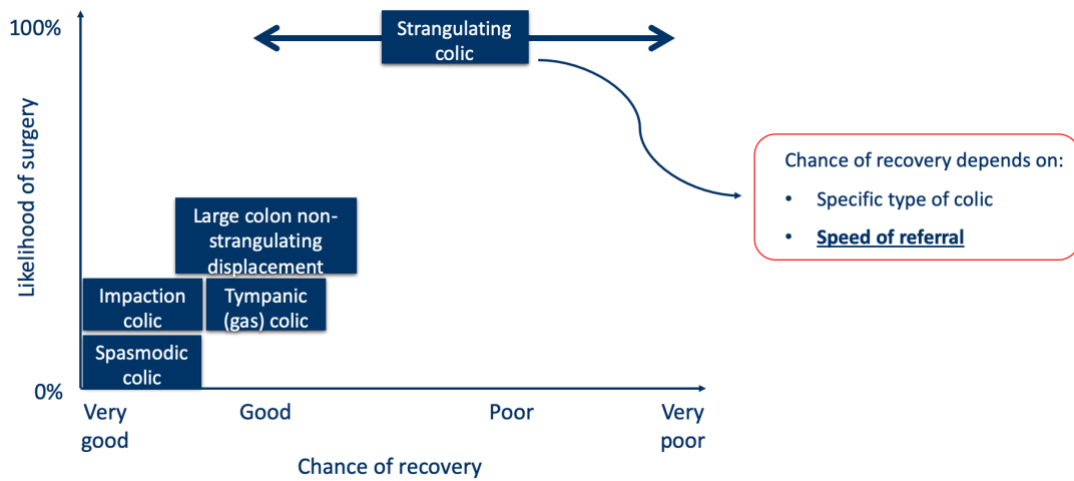 100%
Strangulating
colic
Likelihood of surgery
Chance of recovery depends on:
• Specific type of colic
• Speed of referral
Large colon non-
strangulating
displacement
Impaction
colic
Tympanic
(gas) colic
Spasmodic
colic
0%
Very
good
Good
Poor
Very
poor
Chance of recovery